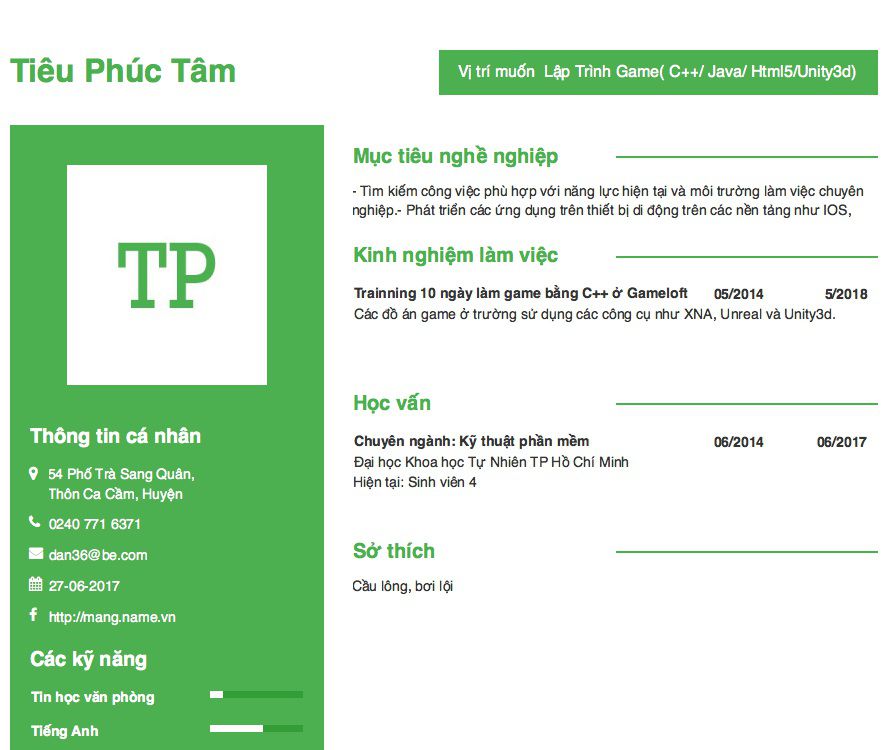 Tiêu Phúc Tâm
Vị trí muốn Lập Trình Game( C++/ Java/ Html5/Unity3d)
TP
Thông tin cá nhân
54 Phố Trà Sang Quân,
Thôn Ca Cầm, Huyện
0240 771 6371
dan36@be.com
27-06-2017
http://mang.name.vn
Các kỹ năng
Tin học văn phòng
Tiếng Anh
Mục tiêu nghề nghiệp
- Tìm kiếm công việc phù hợp với năng lực hiện tại và môi trường làm việc chuyên
nghiệp.- Phát triển các ứng dụng trên thiết bị di động trên các nền tảng như IOS,
Kinh nghiệm làm việc
Trainning 10 ngày làm game bằng C++ ở Gameloft 05/2014 5/2018
Các đồ án game ở trường sử dụng các công cụ như XNA, Unreal và Unity3d.
Học vấn
Chuyên ngành: Kỹ thuật phần mềm 06/2014 06/2017
Đại học Khoa học Tự Nhiên TP Hồ Chí Minh
Hiện tại: Sinh viên 4
Sở thích
Cầu lông, bơi lội